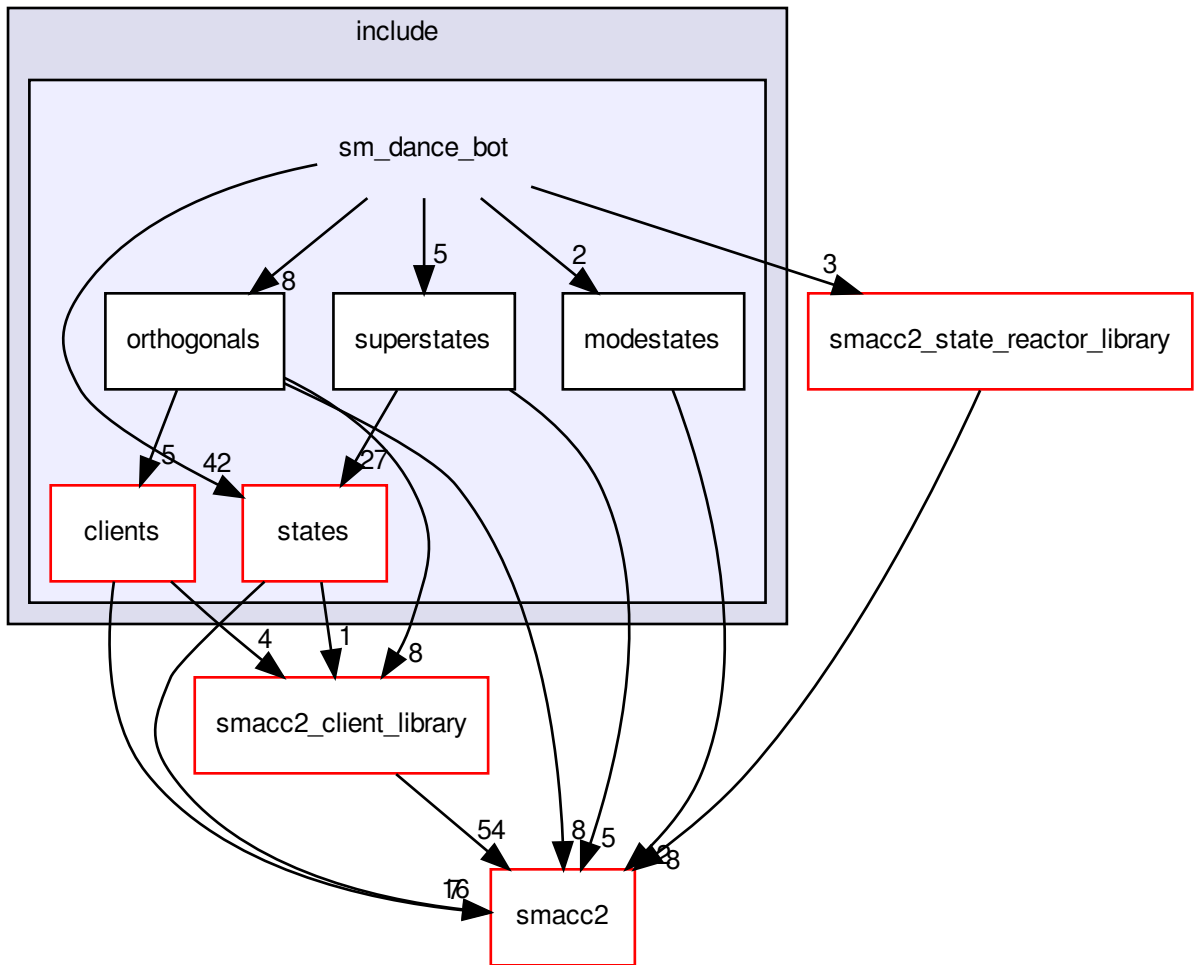 include
sm_dance_bot
8
5
2
3
orthogonals
superstates
modestates
smacc2_state_reactor_library
5
42
27
clients
states
4
1
8
smacc2_client_library
54
8
5
8
smacc2